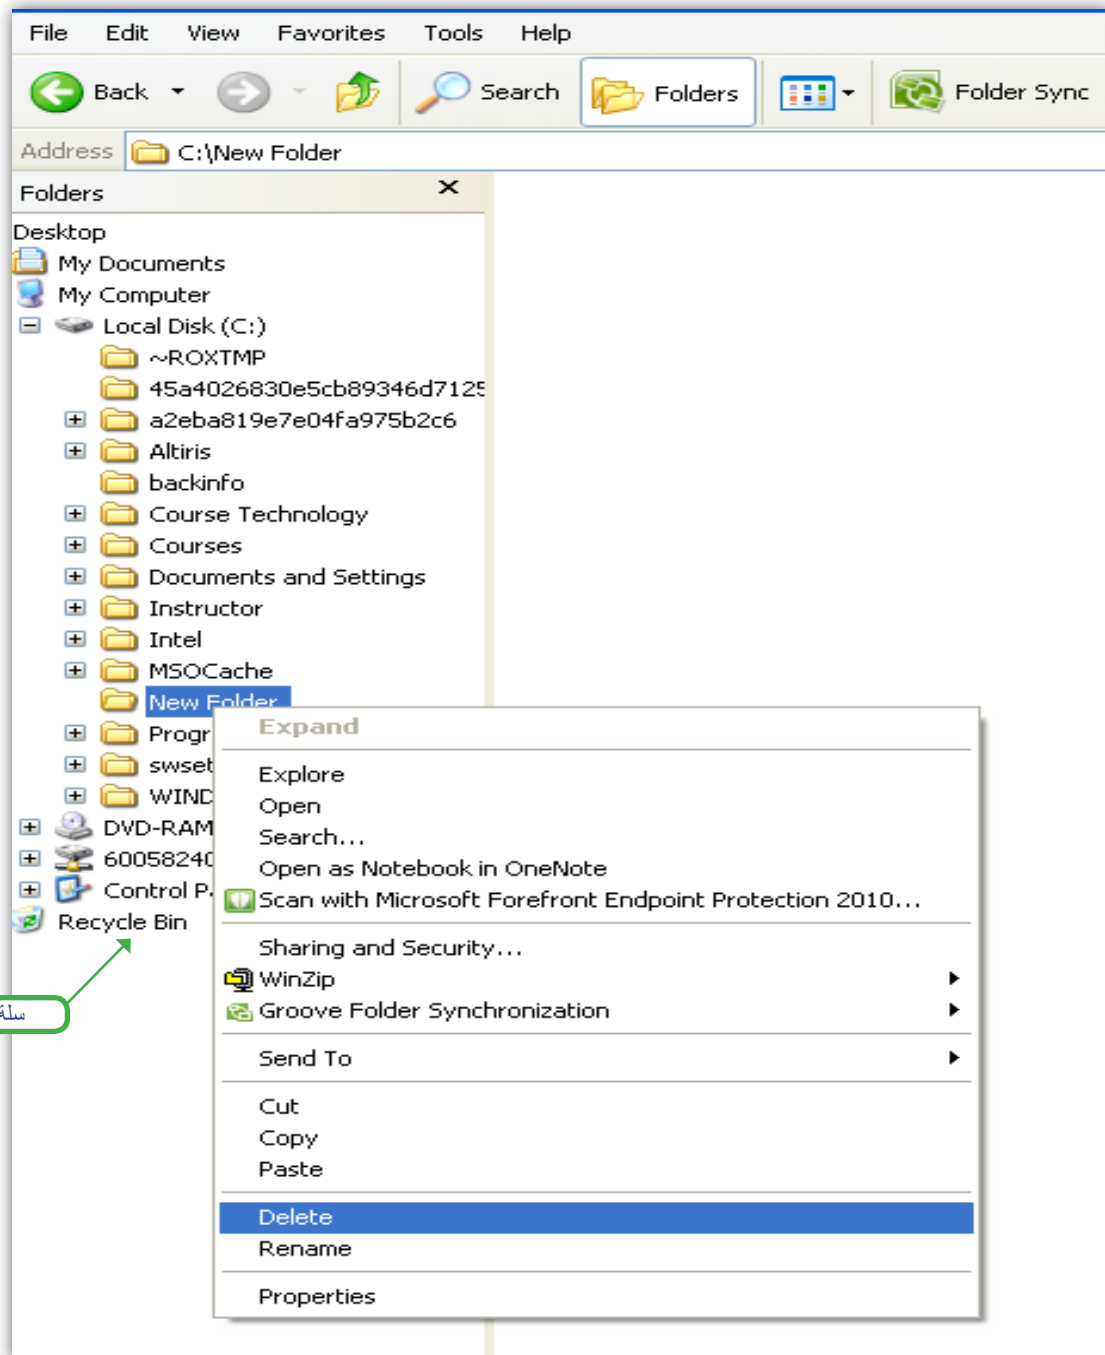 File Edit View Favorites Tools Help
Back Search Folders Folder Sync
Address C:\New Folder
Folders
Desktop
My Documents
My Computer
Local Disk (C:)
~ROXTMP
45a4026830e5cb89346d7125
a2eba819e7e04fa975b2c6
Altiris
backinfo
Course Technology
Courses
Documents and Settings
Instructor
Intel
MSOCache
New Folder
Progr
swset
WIND
DVD-RAM
60058240
Control P
Recycle Bin
سلة
Expand
Explore
Open
Search...
Open as Notebook in OneNote
Scan with Microsoft Forefront Endpoint Protection 2010...
Sharing and Security...
WinZip
Groove Folder Synchronization
Send To
Cut
Copy
Paste
Delete
Rename
Properties